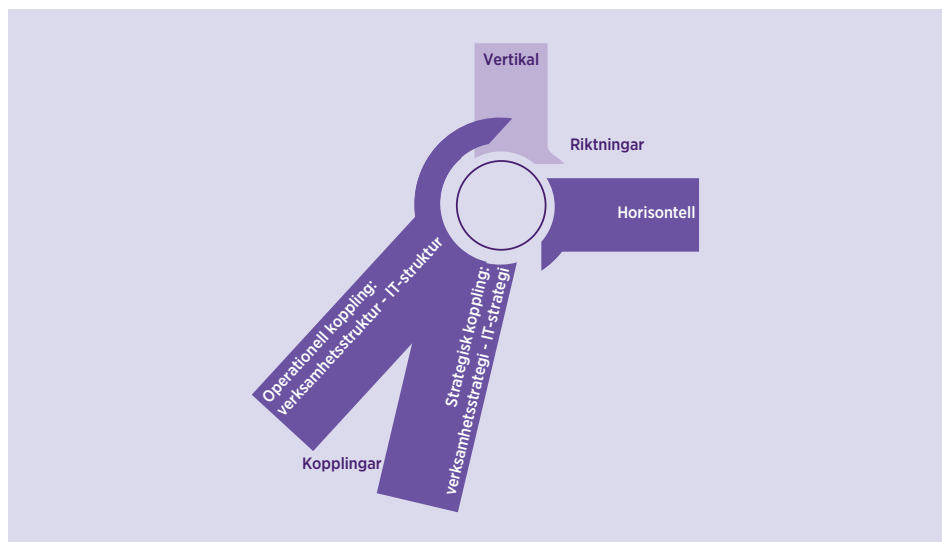 Vertikal
Riktningar
Horisontell
Operationell koppling:
verksamhetsstruktur - IT-struktur
Strategisk koppling:
verksamhetsstrategi - IT-strategi
Kopplingar